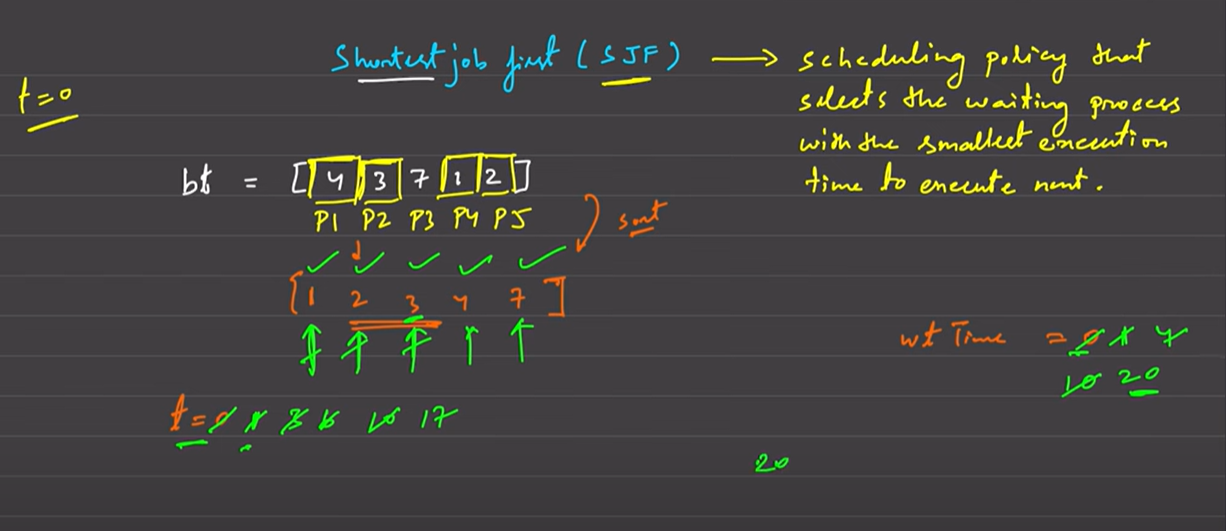 Shortest job first (SJF) → scheduling policy that
selects the waiting process
with the smallest execution
time to execute next.
t=0
bt = [4 3 7 1 2]
P1 P2 P3 P4 P5
sort
[1 2 3 4 7]
wt Time = 0 1 4
10 20
t=0 1 3 6 10 17
20